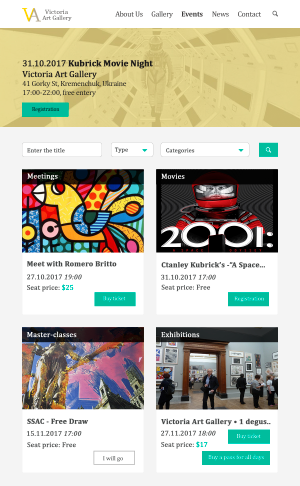 Victoria
Art Gallery
About Us Gallery Events News Contact
31.10.2017 Kubrick Movie Night
Victoria Art Gallery
41 Gorky St, Kremenchuk, Ukraine
17:00-22:00, free entery
Registration
Enter the title Type Categories
Meetings
Meet with Romero Britto
27.10.2017 19:00
Seat price: $25
Buy ticket
Movies
2001:
Ctanley Kubrick's -"A Space...
31.10.2017 17:00
Seat price: Free
Registration
Master-classes
SSAC - Free Draw
15.11.2017 17:00
Seat price: Free
I will go
Exhibitions
Victoria Art Gallery • 1 degus..
27.11.2017 18:00
Seat price: $17
Buy ticket
Buy a pass for all days